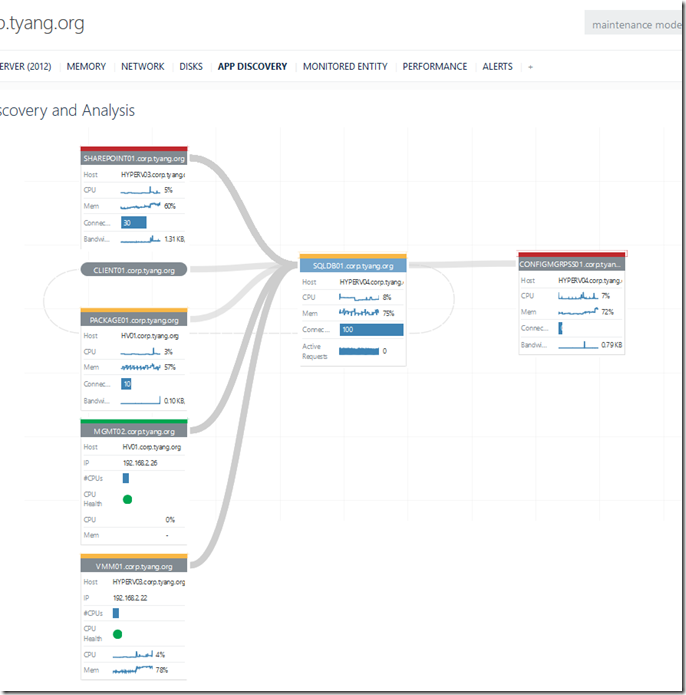 p.tyang.org
maintenance mode
ERVER (2012) MEMORY NETWORK DISKS APP DISCOVERY MONITORED ENTITY PERFORMANCE ALERTS +
scovery and Analysis
SHAREPOINT01.corp.tyang.org
Host HYPERV03.corp.tyang.
CPU 5%
Mem 60%
Connec... 30
Bandwi... 1.31 KB,
CLIENT01.corp.tyang.org
PACKAGE01.corp.tyang.org
Host HV01.corp.tyang.org
CPU 3%
Mem 57%
Connec... 10
Bandwi... 0.10 KB,
MGMT02.corp.tyang.org
Host HV01.corp.tyang.org
IP 192.168.2.26
#CPUs
CPU
Health
CPU 0%
Mem -
VMM01.corp.tyang.org
Host HYPERV03.corp.tyang.org
IP 192.168.2.22
#CPUs
CPU
Health
CPU 4%
Mem 78%
SQLDB01.corp.tyang.org
Host HYPERV04.corp.tyang.
CPU 8%
Mem 75%
Connec... 100
Active
Requests 0
CONFIGMGRPSS01.corp.tyan...
Host HYPERV04.corp.tyang.
CPU 7%
Mem 72%
Connec...
Bandwi... 0.79 KB